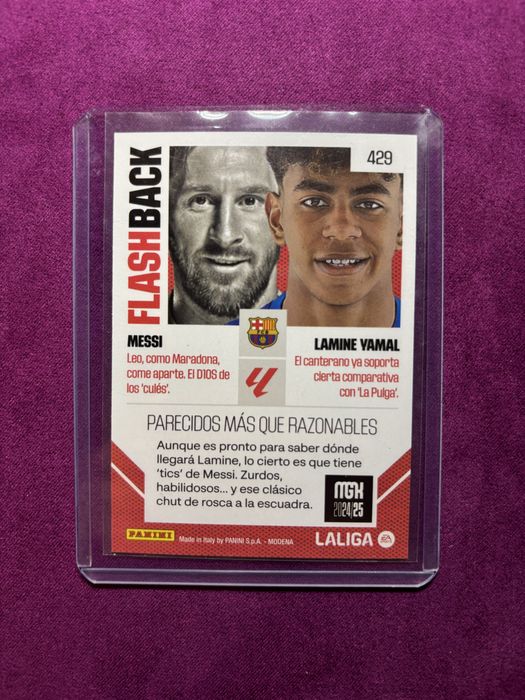 FLASHBACK
429
MESSI
Leo, como Maradona,
come aparte. El D10S de
los ‘culés’.
LAMINE YAMAL
El canterano ya soporta
cierta comparativa
con ‘La Pulga’.
PARECIDOS MÁS QUE RAZONABLES
Aunque es pronto para saber dónde
llegará Lamine, lo cierto es que tiene
‘tics’ de Messi. Zurdos,
habilidosos... y ese clásico
chut de rosca a la escuadra.
MGK
2024|25
PANINI
Made in Italy by PANINI S.p.A. - MODENA
LALIGA
EA SPORTS